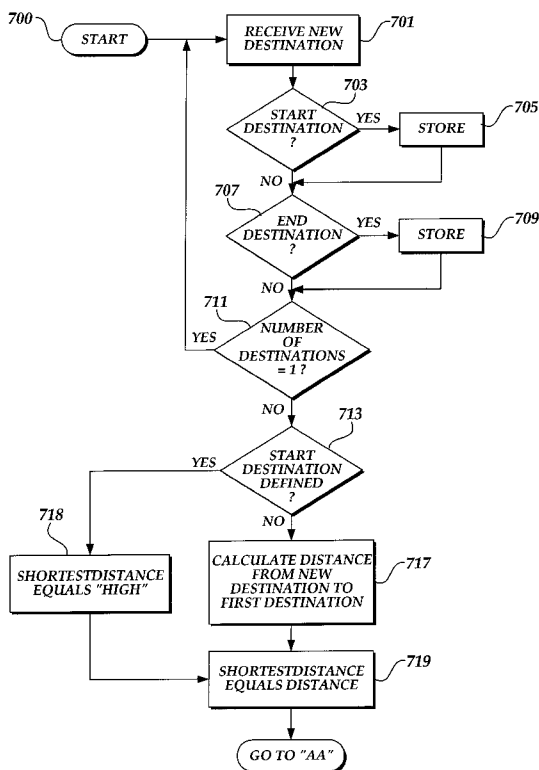 700
START
RECEIVE NEW
DESTINATION
701
703
START
DESTINATION
?
YES
STORE
705
NO
707
END
DESTINATION
?
YES
STORE
709
NO
711
YES
NUMBER
OF
DESTINATIONS
= 1 ?
NO
713
YES
START
DESTINATION
DEFINED
?
NO
718
SHORTESTDISTANCE
EQUALS "HIGH"
CALCULATE DISTANCE
FROM NEW
DESTINATION TO
FIRST DESTINATION
717
SHORTESTDISTANCE
EQUALS DISTANCE
719
GO TO "AA"